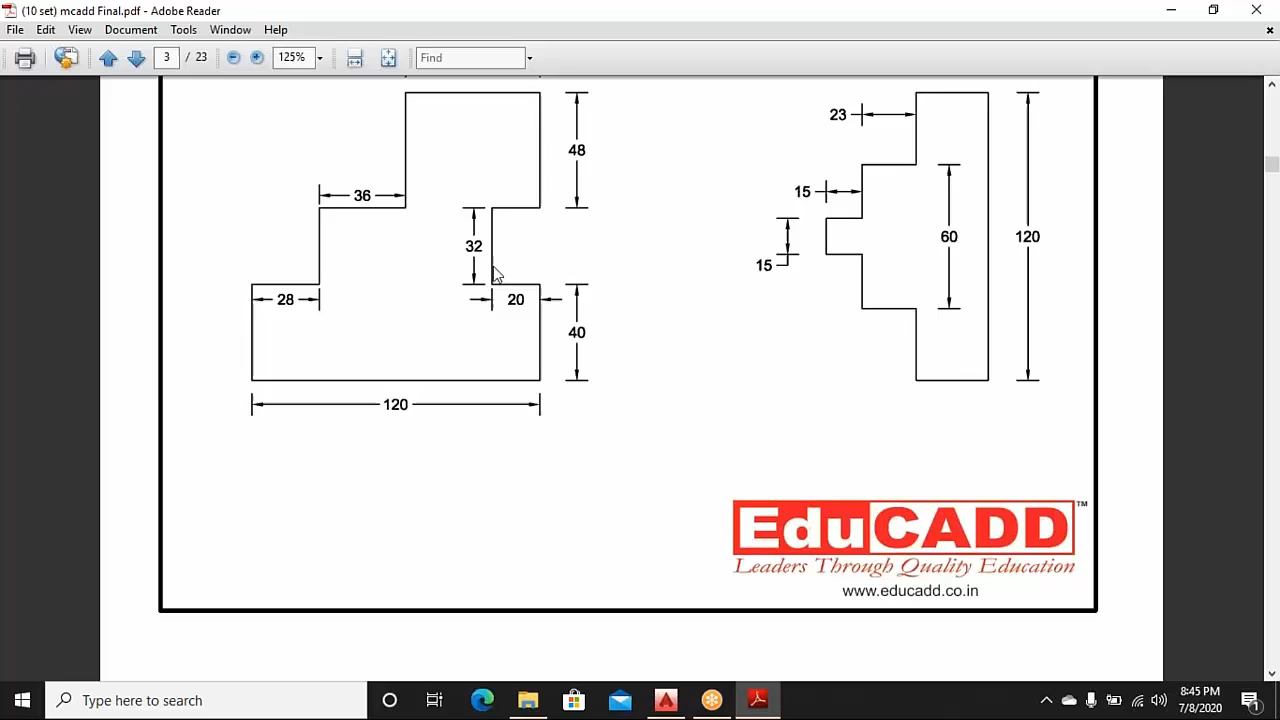 (10 set) mcadd Final.pdf - Adobe Reader
File Edit View Document Tools Window Help
3 / 23 125% Find
23
48
36
15
32
60
120
15
28
20
40
120
EduCADD™
Leaders Through Quality Education
www.educadd.co.in
Type here to search
8:45 PM
7/8/2020
1